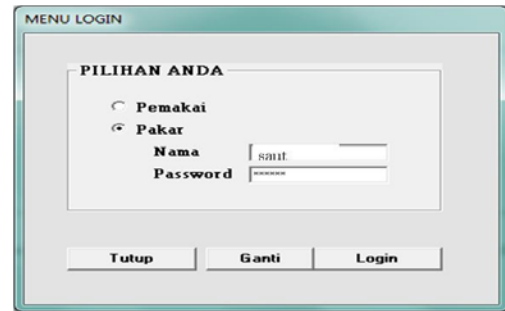 MENU LOGIN
PILIHAN ANDA
Pemakai
Pakar
Nama saut
Password ******
Tutup Ganti Login